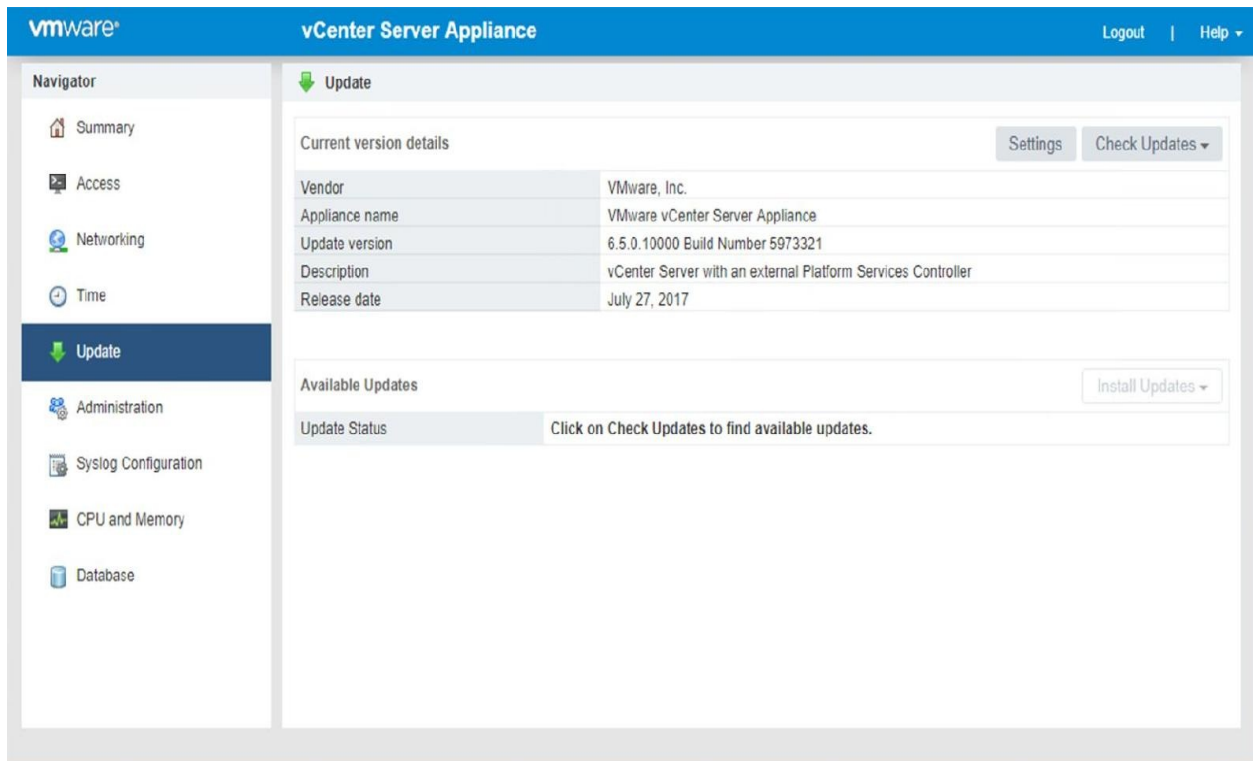 vmware®
vCenter Server Appliance
Logout | Help
Navigator
Summary
Access
Networking
Time
Update
Administration
Syslog Configuration
CPU and Memory
Database
Update
Current version details
Settings
Check Updates
Vendor VMware, Inc.
Appliance name VMware vCenter Server Appliance
Update version 6.5.0.10000 Build Number 5973321
Description vCenter Server with an external Platform Services Controller
Release date July 27, 2017
Available Updates
Install Updates
Update Status Click on Check Updates to find available updates.